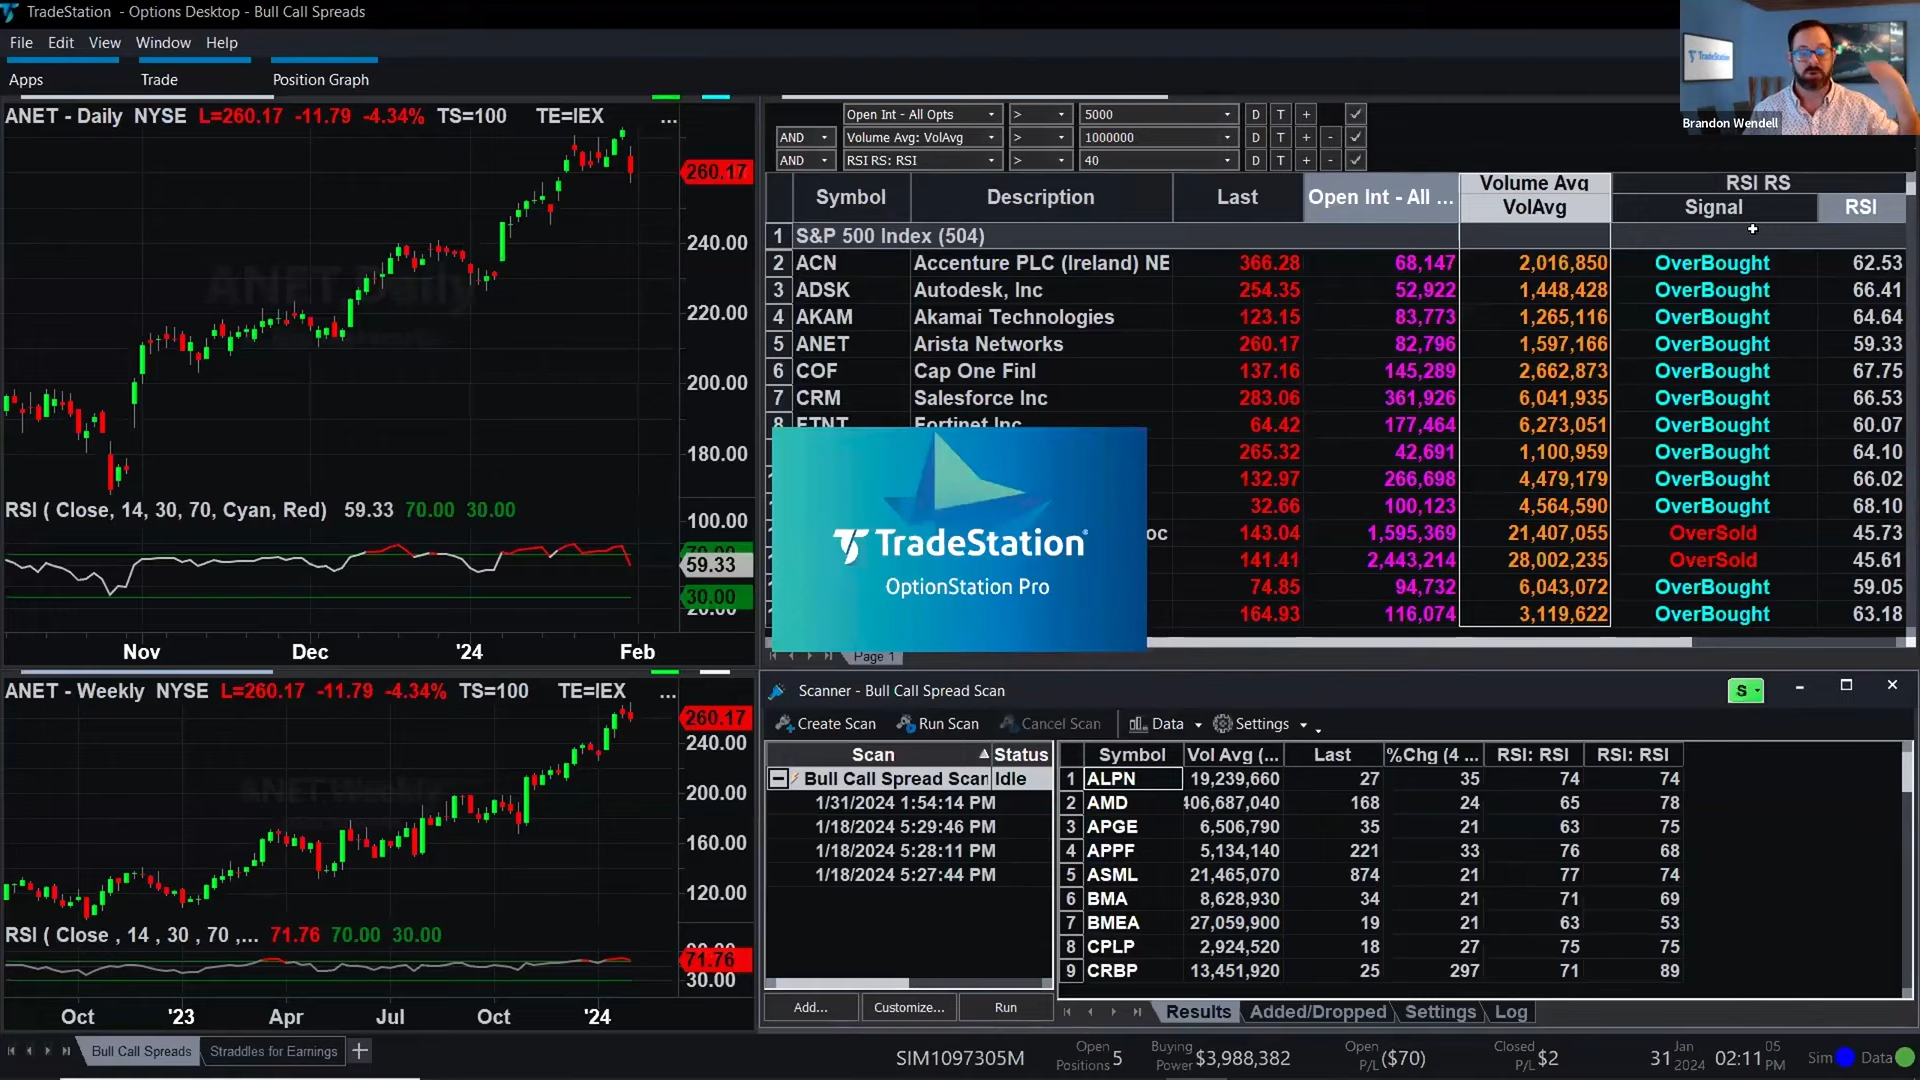 TradeStation - Options Desktop - Bull Call Spreads
File Edit View Window Help
Apps Trade Position Graph
ANET - Daily NYSE L=260.17 -11.79 -4.34% TS=100 TE=IEX ...
260.17
240.00
220.00
200.00
180.00
RSI ( Close, 14, 30, 70, Cyan, Red) 59.33 70.00 30.00
100.00
59.33
30.00
Nov Dec '24 Feb
ANET - Weekly NYSE L=260.17 -11.79 -4.34% TS=100 TE=IEX ...
260.17
240.00
200.00
160.00
120.00
RSI ( Close , 14 , 30 , 70 ,... 71.76 70.00 30.00
71.76
30.00
Oct '23 Apr Jul Oct '24
Open Int - All Opts > 5000 D T +
AND Volume Avg: VolAvg > 1000000 D T + -
AND RSI RS: RSI > 40 D T + -
TradeStation
Brandon Wendell
Symbol Description Last Open Int - All ... Volume Avg VolAvg RSI RS Signal RSI
1 S&P 500 Index (504)
2 ACN Accenture PLC (Ireland) NE 366.28 68,147 2,016,850 OverBought 62.53
3 ADSK Autodesk, Inc 254.35 52,922 1,448,428 OverBought 66.41
4 AKAM Akamai Technologies 123.15 83,773 1,265,116 OverBought 64.64
5 ANET Arista Networks 260.17 82,796 1,597,166 OverBought 59.33
6 COF Cap One Finl 137.16 145,289 2,662,873 OverBought 67.75
7 CRM Salesforce Inc 283.06 361,926 6,041,935 OverBought 66.53
8 FTNT Fortinet Inc 64.42 177,464 6,273,051 OverBought 60.07
265.32 42,691 1,100,959 OverBought 64.10
132.97 266,698 4,479,179 OverBought 66.02
32.66 100,123 4,564,590 OverBought 68.10
oc 143.04 1,595,369 21,407,055 OverSold 45.73
141.41 2,443,214 28,002,235 OverSold 45.61
74.85 94,732 6,043,072 OverBought 59.05
164.93 116,074 3,119,622 OverBought 63.18
TradeStation
OptionStation Pro
Page 1
Scanner - Bull Call Spread Scan S
Create Scan Run Scan Cancel Scan Data Settings
Scan Status
Bull Call Spread Scan Idle
1/31/2024 1:54:14 PM
1/18/2024 5:29:46 PM
1/18/2024 5:28:11 PM
1/18/2024 5:27:44 PM
Add... Customize... Run
Symbol Vol Avg (... Last %Chg (4 ... RSI: RSI RSI: RSI
1 ALPN 19,239,660 27 35 74 74
2 AMD 406,687,040 168 24 65 78
3 APGE 6,506,790 35 21 63 75
4 APPF 5,134,140 221 33 76 68
5 ASML 21,465,070 874 21 77 74
6 BMA 8,628,930 34 21 71 69
7 BMEA 27,059,900 19 21 63 53
8 CPLP 2,924,520 18 27 75 75
9 CRBP 13,451,920 25 297 71 89
Results Added/Dropped Settings Log
Bull Call Spreads Straddles for Earnings +
SIM1097305M Open Positions 5 Buying Power $3,988,382 Open P/L ($70) Closed P/L $2 31 Jan 2024 02:11 05 PM Sim Data